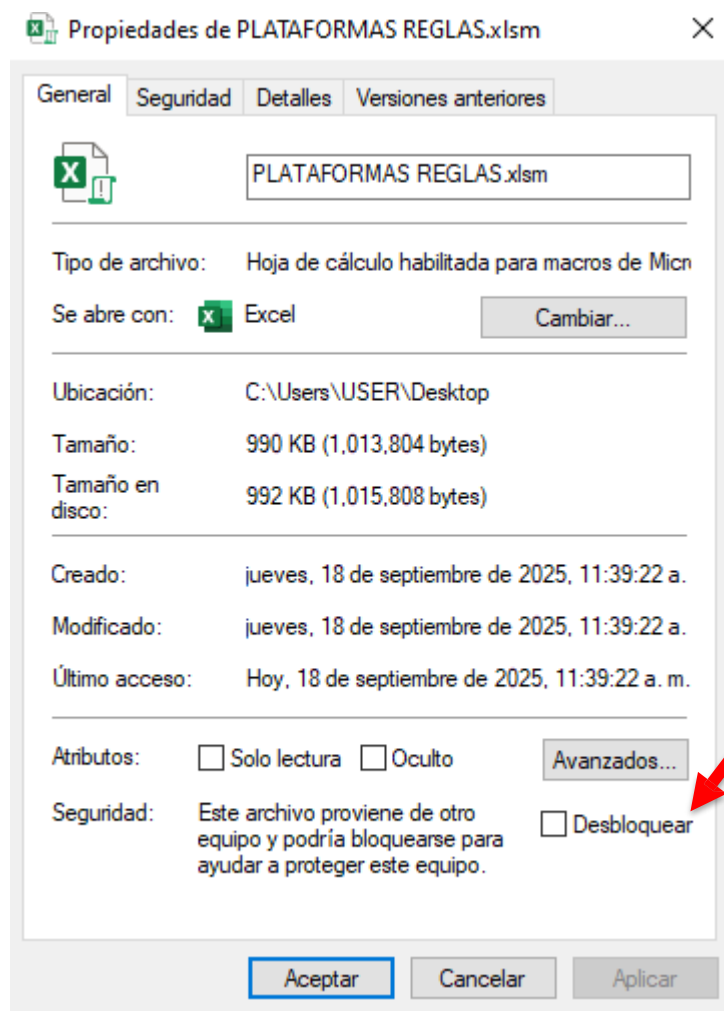 Propiedades de PLATAFORMAS REGLAS.xlsm
General Seguridad Detalles Versiones anteriores
PLATAFORMAS REGLAS.xlsm
Tipo de archivo: Hoja de cálculo habilitada para macros de Micr
Se abre con: Excel Cambiar...
Ubicación: C:\Users\USER\Desktop
Tamaño: 990 KB (1,013,804 bytes)
Tamaño en
disco: 992 KB (1,015,808 bytes)
Creado: jueves, 18 de septiembre de 2025, 11:39:22 a.
Modificado: jueves, 18 de septiembre de 2025, 11:39:22 a.
Último acceso: Hoy, 18 de septiembre de 2025, 11:39:22 a. m.
Atributos: Solo lectura Oculto Avanzados...
Seguridad: Este archivo proviene de otro
equipo y podría bloquearse para
ayudar a proteger este equipo.
Desbloquear
Aceptar Cancelar Aplicar